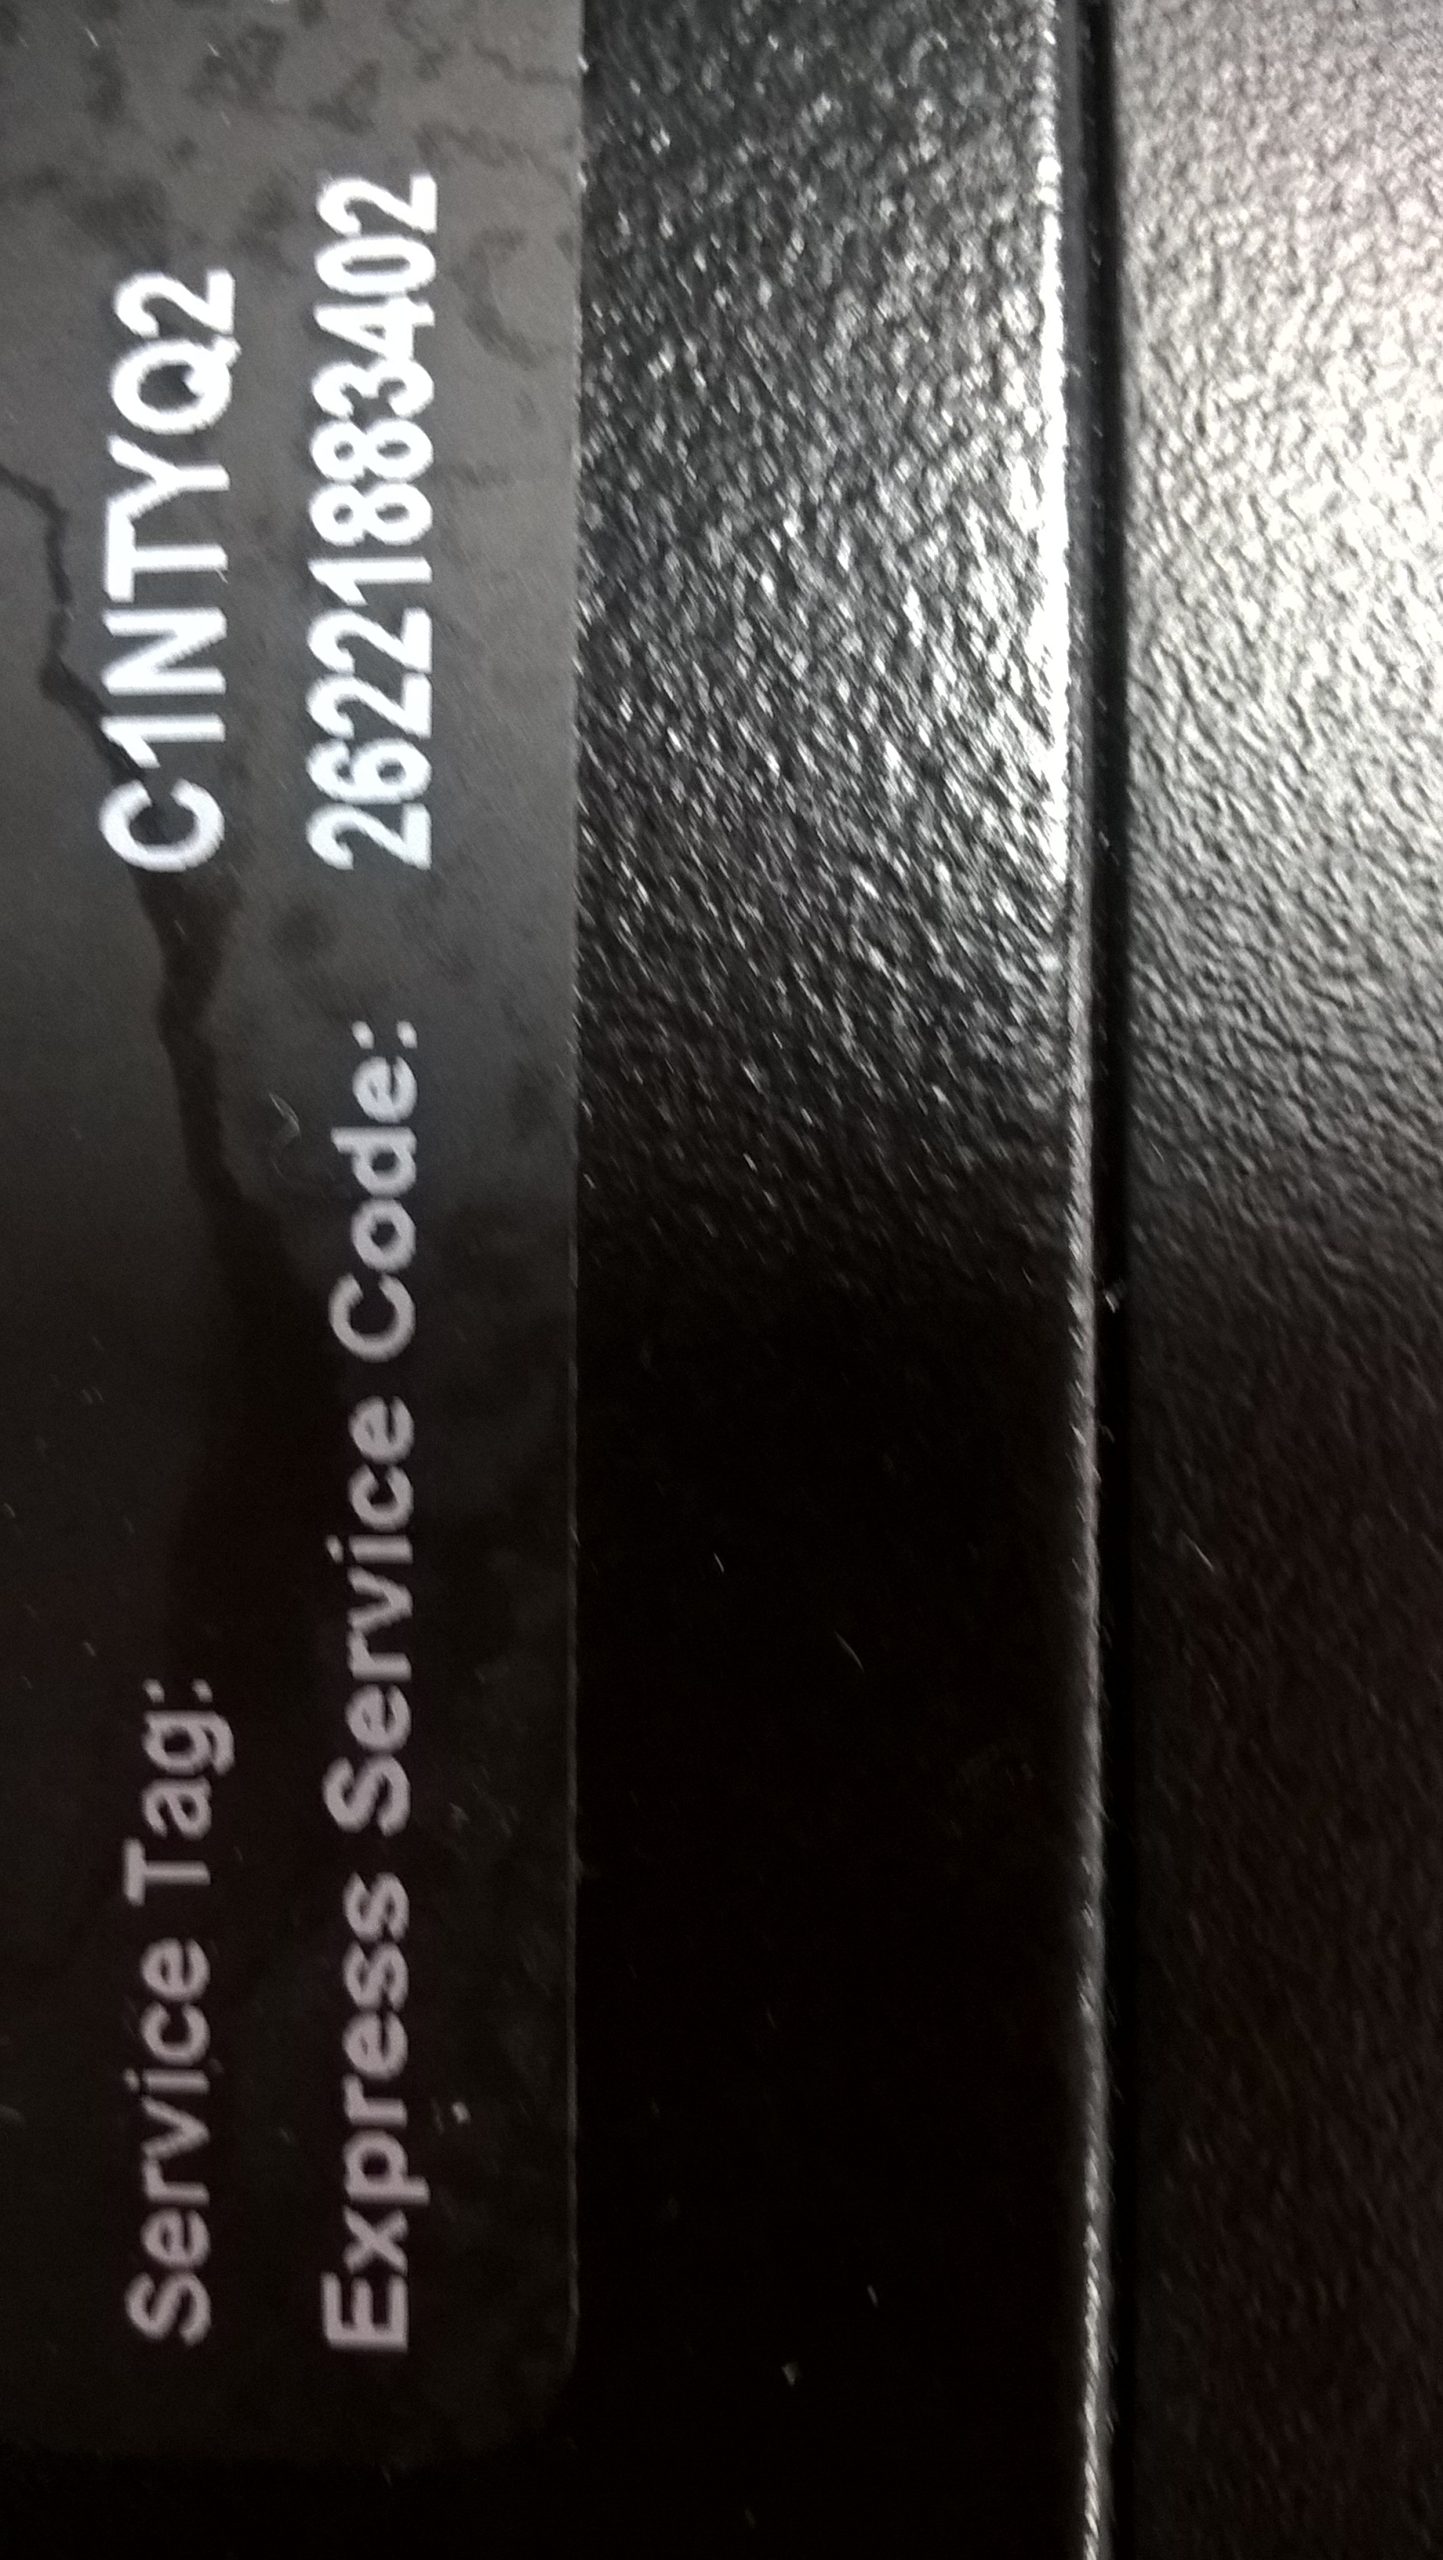 Service Tag: C1NTYQ2
Express Service Code: 26221883402